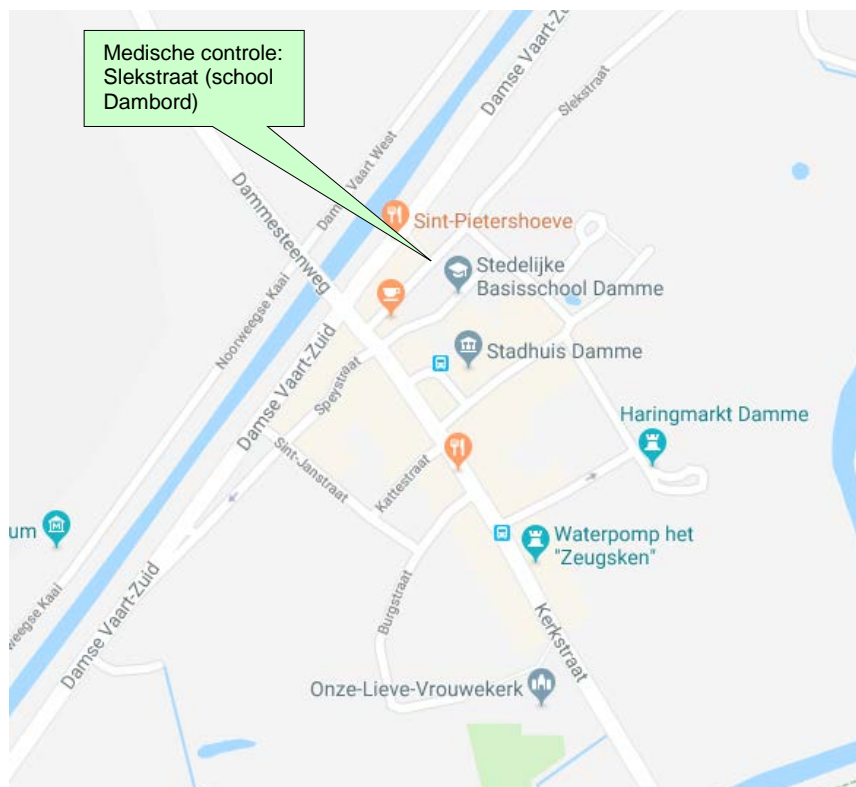 Medische controle:
Slekstraat (school
Dambord)
Damse Vaart-Zuid
Slekstraat
Damse Vaart West
Dammesteenweg
Sint-Pietershoeve
Stedelijke
Basisschool Damme
Noorweegse Kaai
Stadhuis Damme
Speystraat
Damse Vaart-Zuid
Haringmarkt Damme
Sint-Janstraat
Kattestraat
um
M
Waterpomp het
"Zeugsken"
weegse Kaai
Damse Vaart-Zuid
Burgstraat
Kerkstraat
Onze-Lieve-Vrouwekerk